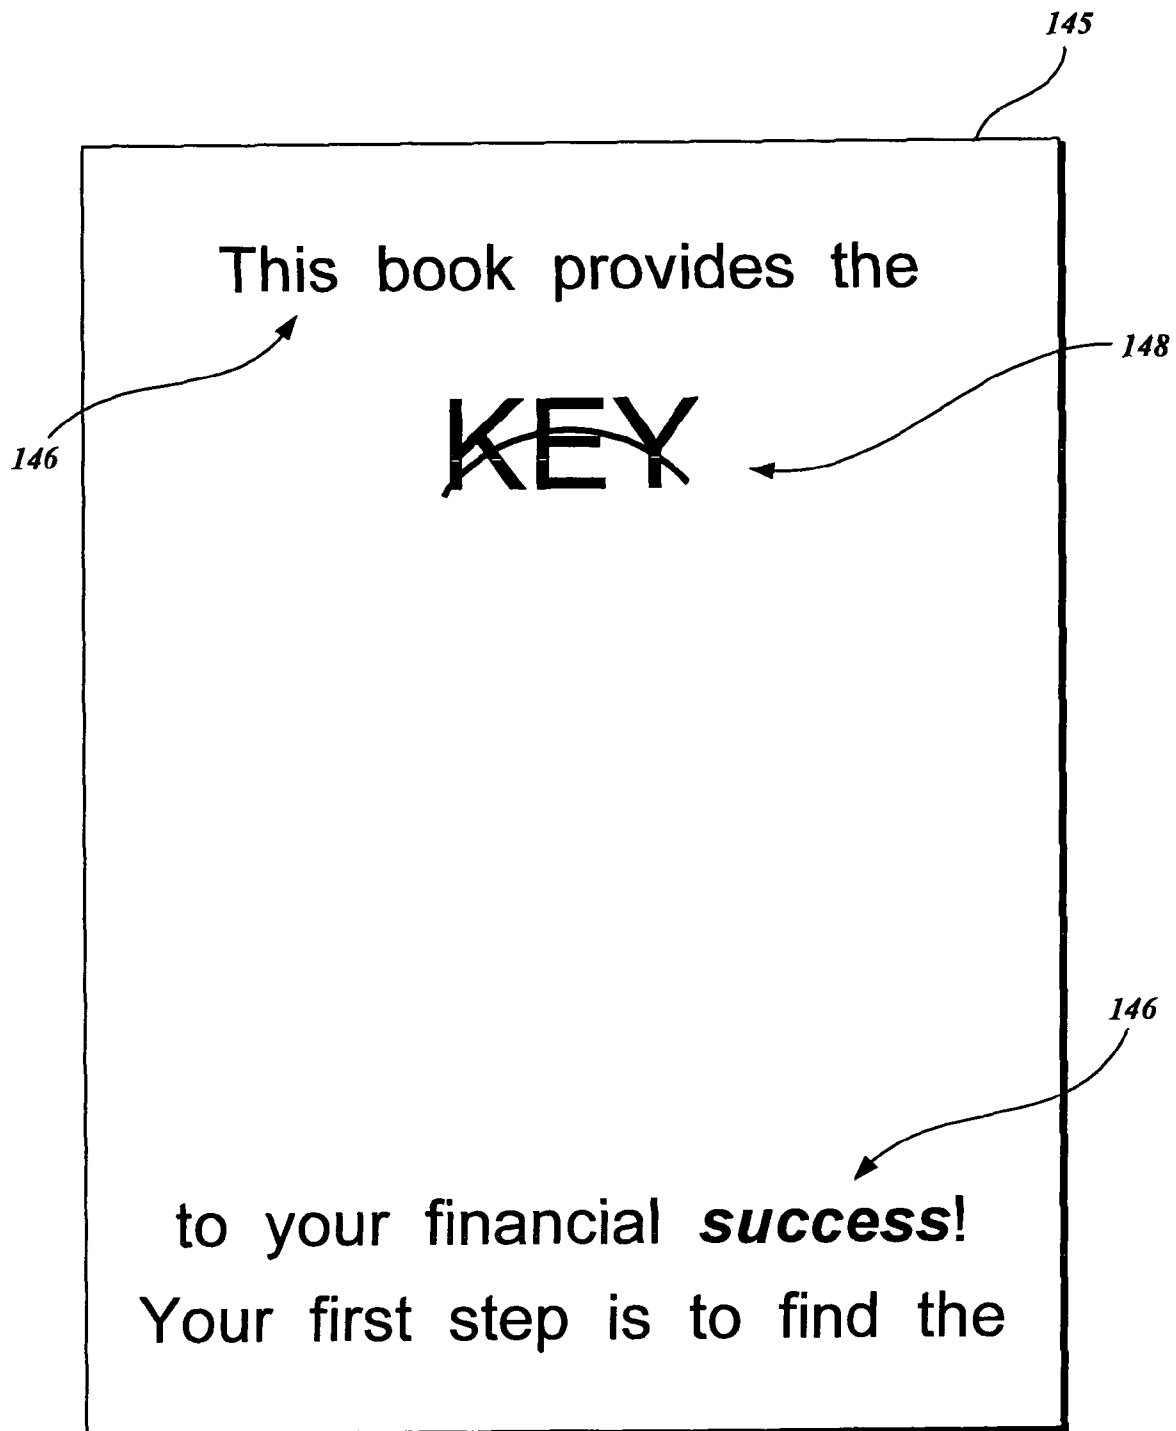 145
This book provides the
148
KEY
146
146
to your financial success!
Your first step is to find the